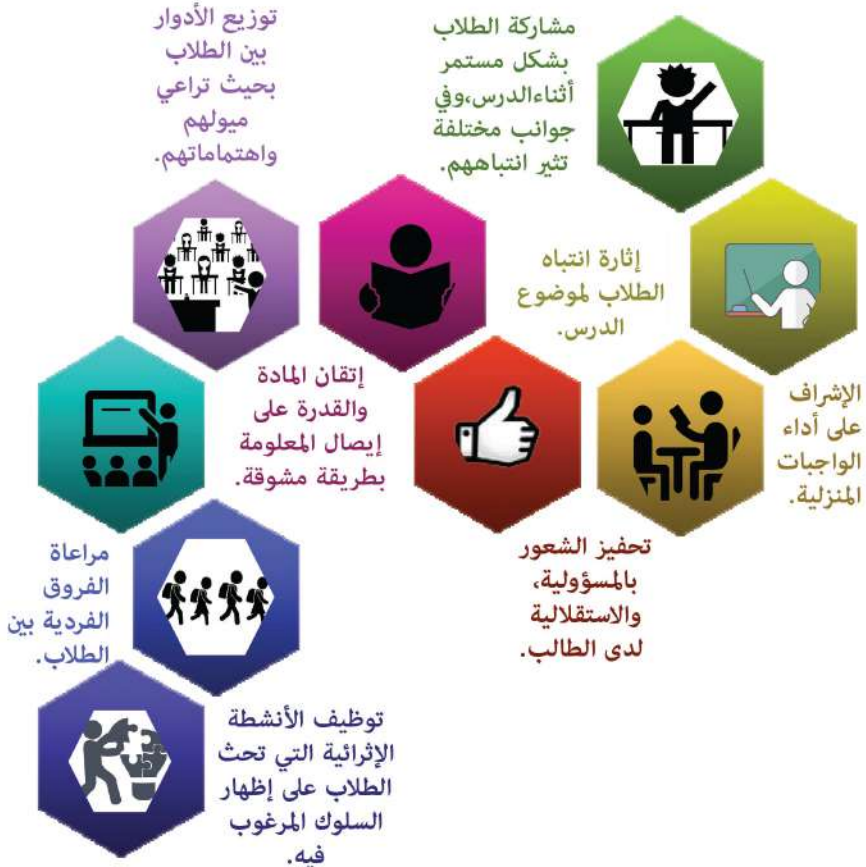 مشاركة الطلاب
بشكل مستمر
أثناءالدرس،وفي
جوانب مختلفة
تثير انتباههم.
توزيع الأدوار
بين الطلاب
بحيث تراعي
ميولهم
واهتماماتهم.
إثارة انتباه
الطلاب لموضوع
الدرس.
الإشراف
على أداء
الواجبات
المنزلية.
إتقان المادة
والقدرة على
إيصال المعلومة
بطريقة مشوقة.
تحفيز الشعور
بالمسؤولية،
والاستقلالية
لدى الطالب.
مراعاة
الفروق
الفردية بين
الطلاب.
توظيف الأنشطة
الإثرائية التي تحث
الطلاب على إظهار
السلوك المرغوب
فيه.